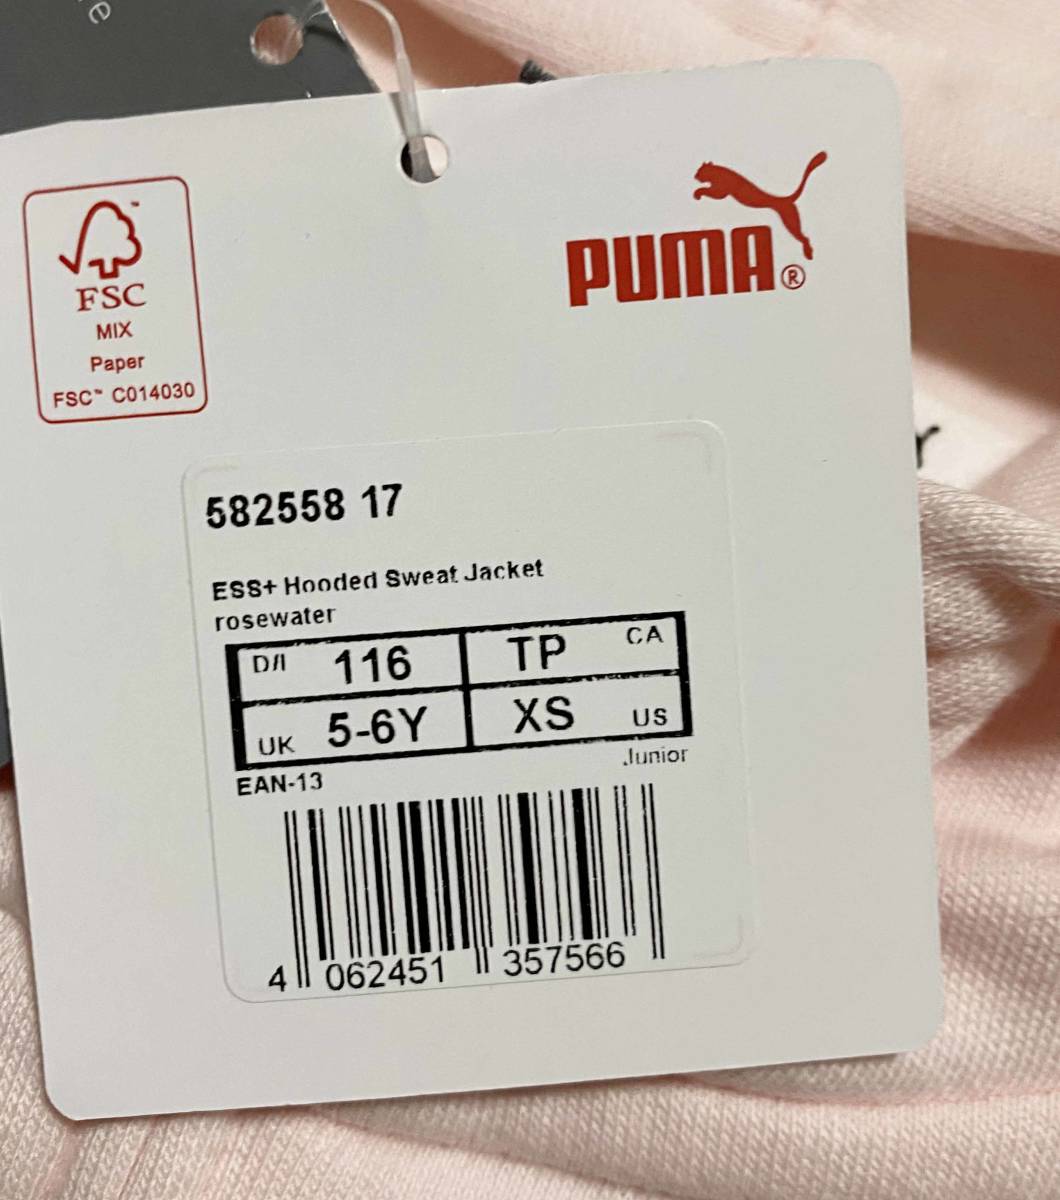 e
FSC
MIX
Paper
FSC™ C014030
PUMA®
582558 17
ESS+ Hooded Sweat Jacket
rosewater
D/I 116 TP CA
UK 5-6Y XS US
Junior
EAN-13
4 062451 357566